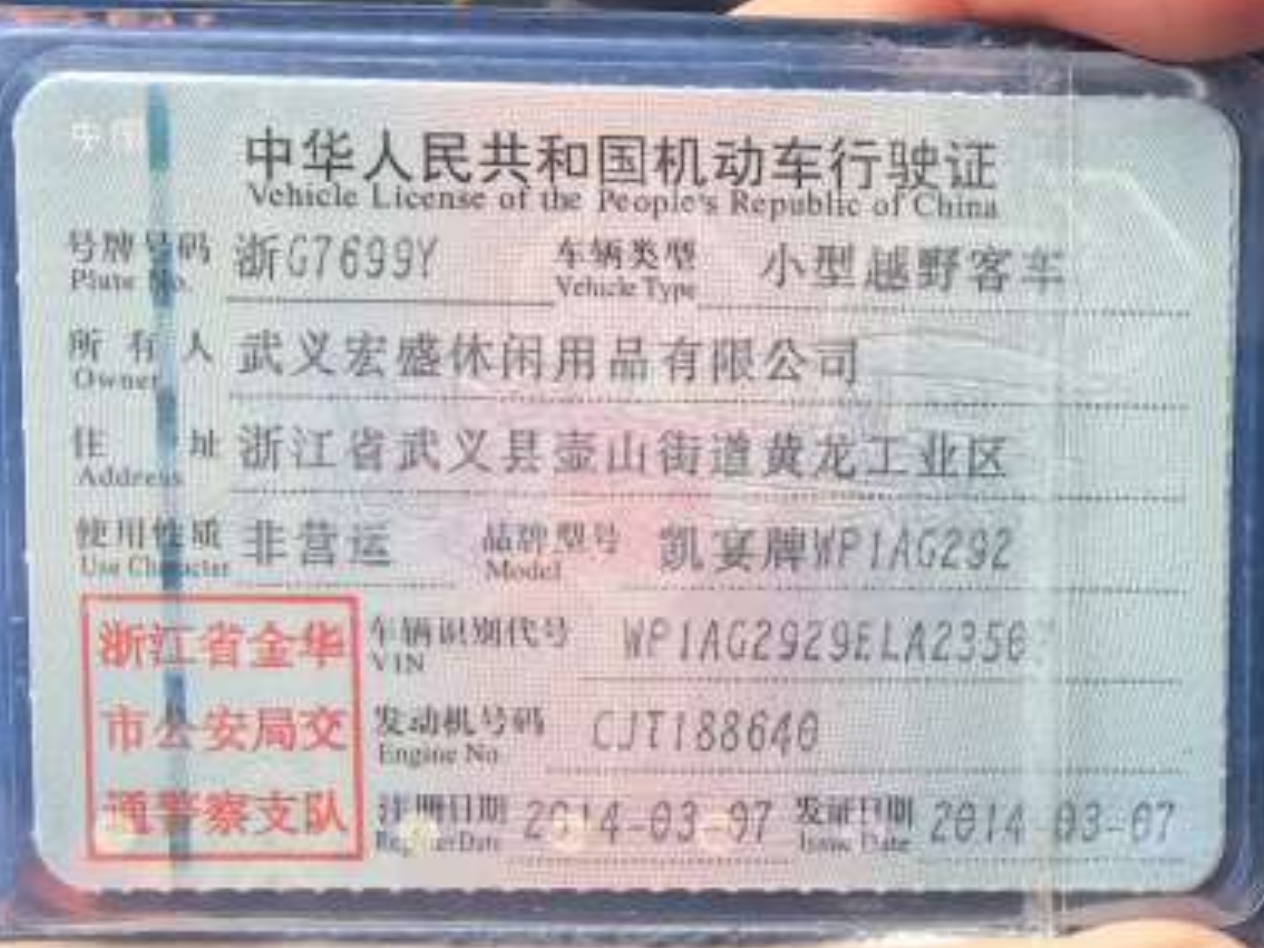 中华人民共和国机动车行驶证
Vehicle License of the People's Republic of China
号牌号码 浙G7699Y 车辆类型 小型越野客车
Plate No. Vehicle Type
所有人 武义宏盛休闲用品有限公司
Owner
住址 浙江省武义县壶山街道黄龙工业区
Address
使用性质 非营运 品牌型号 凯宴牌WP1AG292
Use Character Model
浙江省金华
市公安局交
通警察支队
车辆识别代号
VIN
发动机号码 CJT188640
Engine No.
注册日期 2014-03-07 发证日期 2014-03-07
Register Date Issue Date